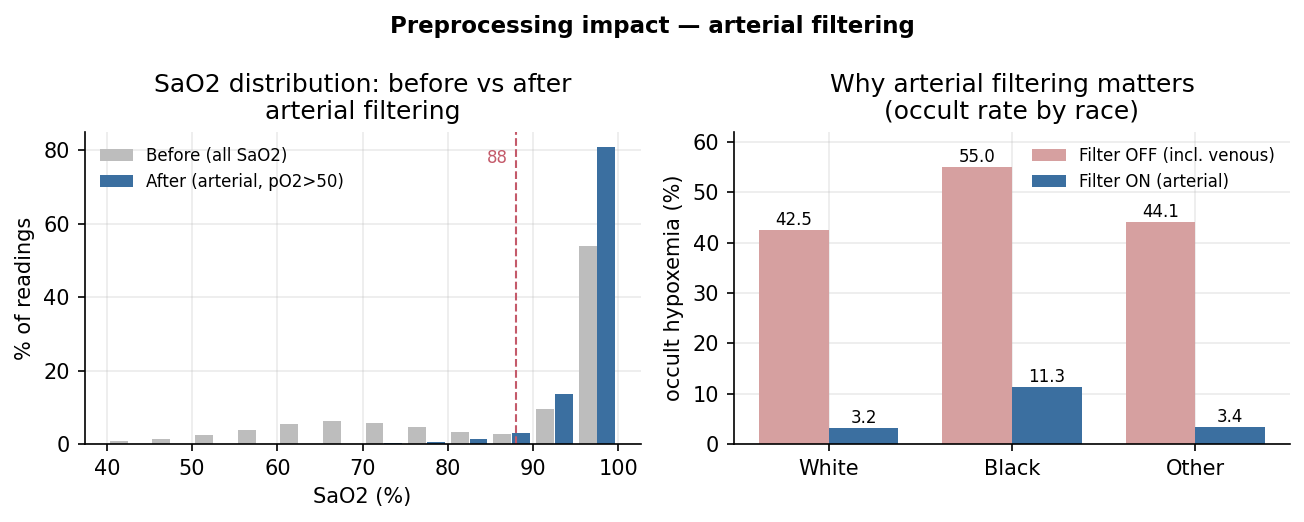 Preprocessing impact — arterial filtering
SaO2 distribution: before vs after
arterial filtering
Before (all SaO2)
After (arterial, pO2>50)
88
80
60
40
20
0
% of readings
40 50 60 70 80 90 100
SaO2 (%)
Why arterial filtering matters
(occult rate by race)
Filter OFF (incl. venous)
Filter ON (arterial)
60
50
40
30
20
10
0
occult hypoxemia (%)
42.5
3.2
55.0
11.3
44.1
3.4
White Black Other